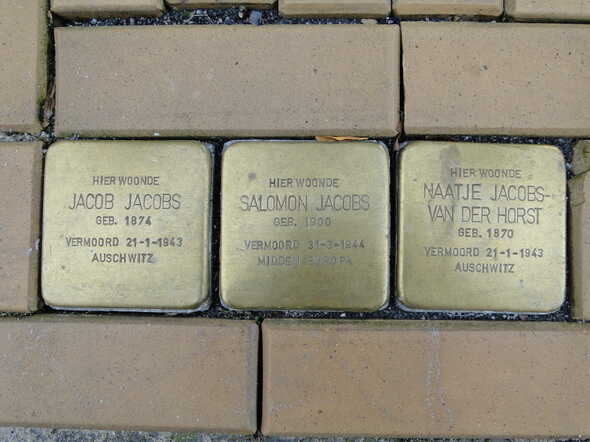 HIER WOONDE
JACOB JACOBS
GEB. 1874
VERMOORD 21-1-1943
AUSCHWITZ
HIER WOONDE
SALOMON JACOBS
GEB. 1900
VERMOORD 31-3-1944
MIDDEN EUROPA
HIER WOONDE
NAATJE JACOBS-
VAN DER HORST
GEB. 1870
VERMOORD 21-1-1943
AUSCHWITZ